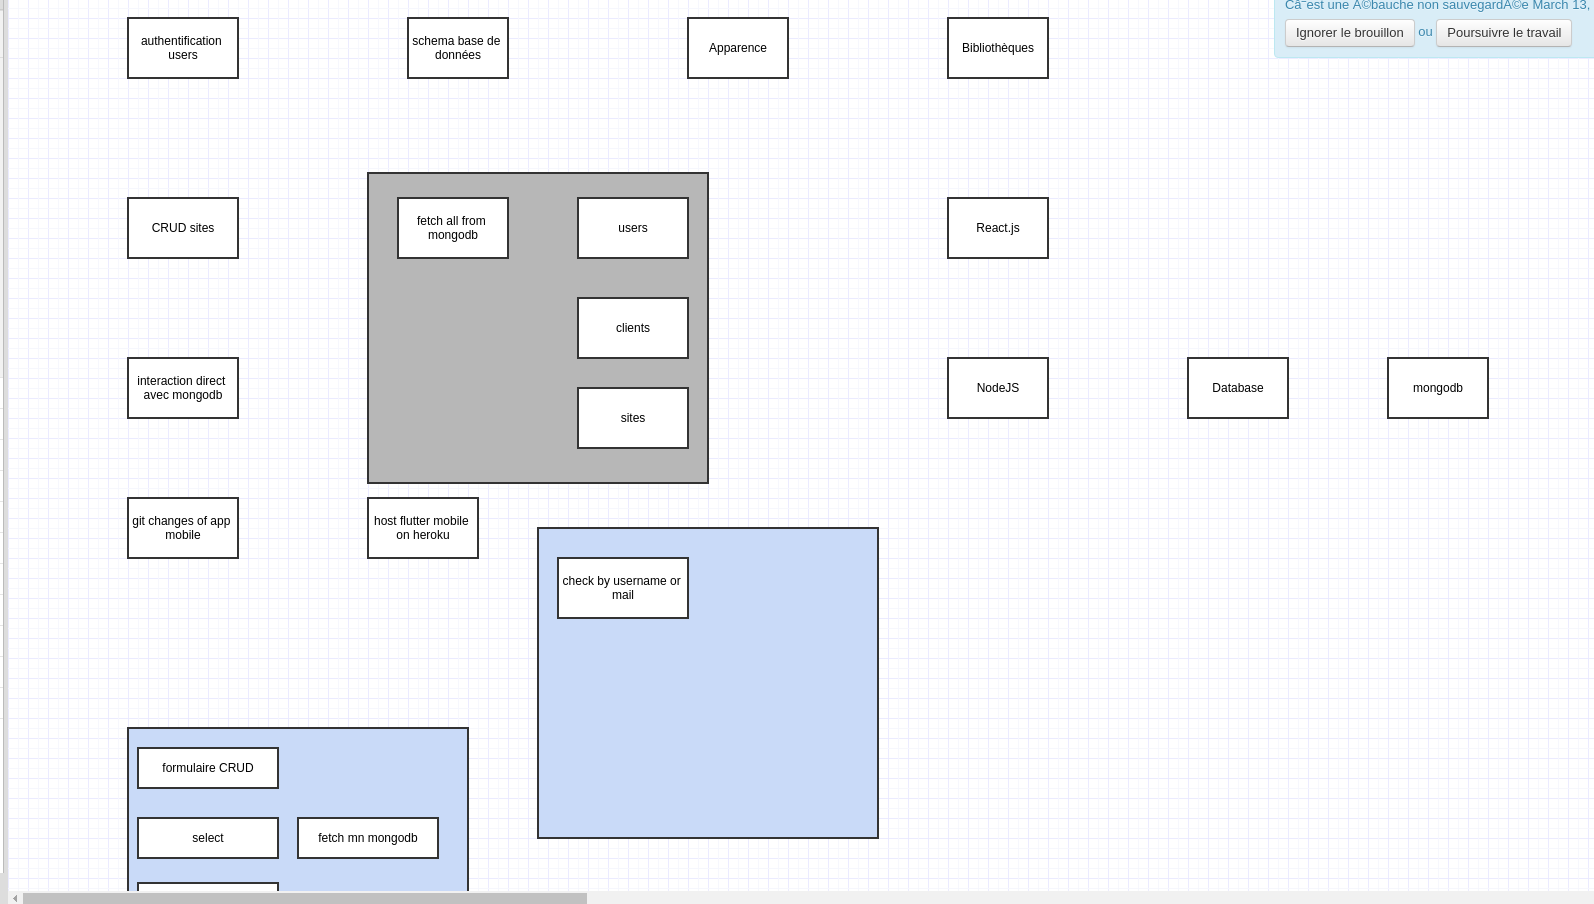 Câ¯est une Ã©bauche non sauvegardÃ©e March 13,
Ignorer le brouillon ou Poursuivre le travail
authentification
users
schema base de
données
Apparence
Bibliothèques
CRUD sites
fetch all from
mongodb
users
React.js
clients
interaction direct
avec mongodb
sites
NodeJS
Database
mongodb
git changes of app
mobile
host flutter mobile
on heroku
check by username or
mail
formulaire CRUD
select
fetch mn mongodb